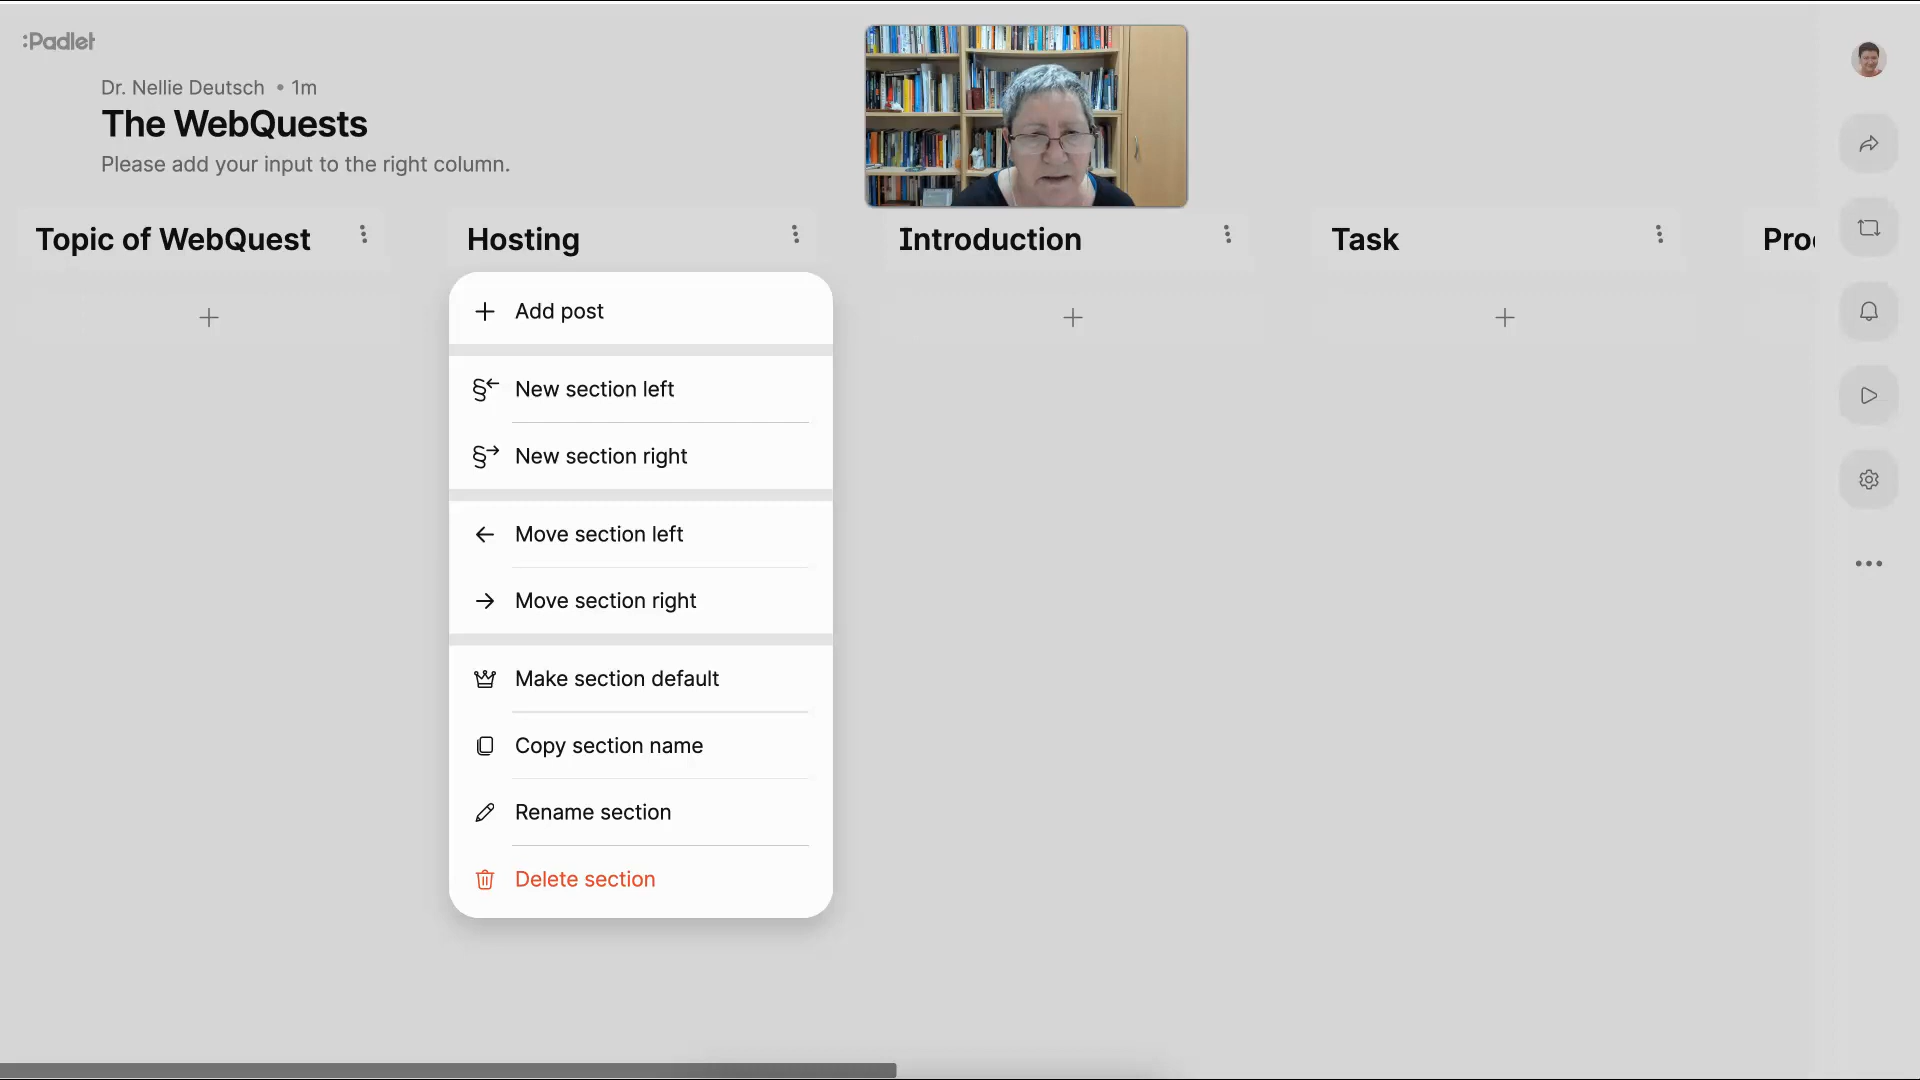 :Padlet
Dr. Nellie Deutsch • 1m
The WebQuests
Please add your input to the right column.
Topic of WebQuest
Hosting
Introduction
Task
Add post
New section left
New section right
Move section left
Move section right
Make section default
Copy section name
Rename section
Delete section